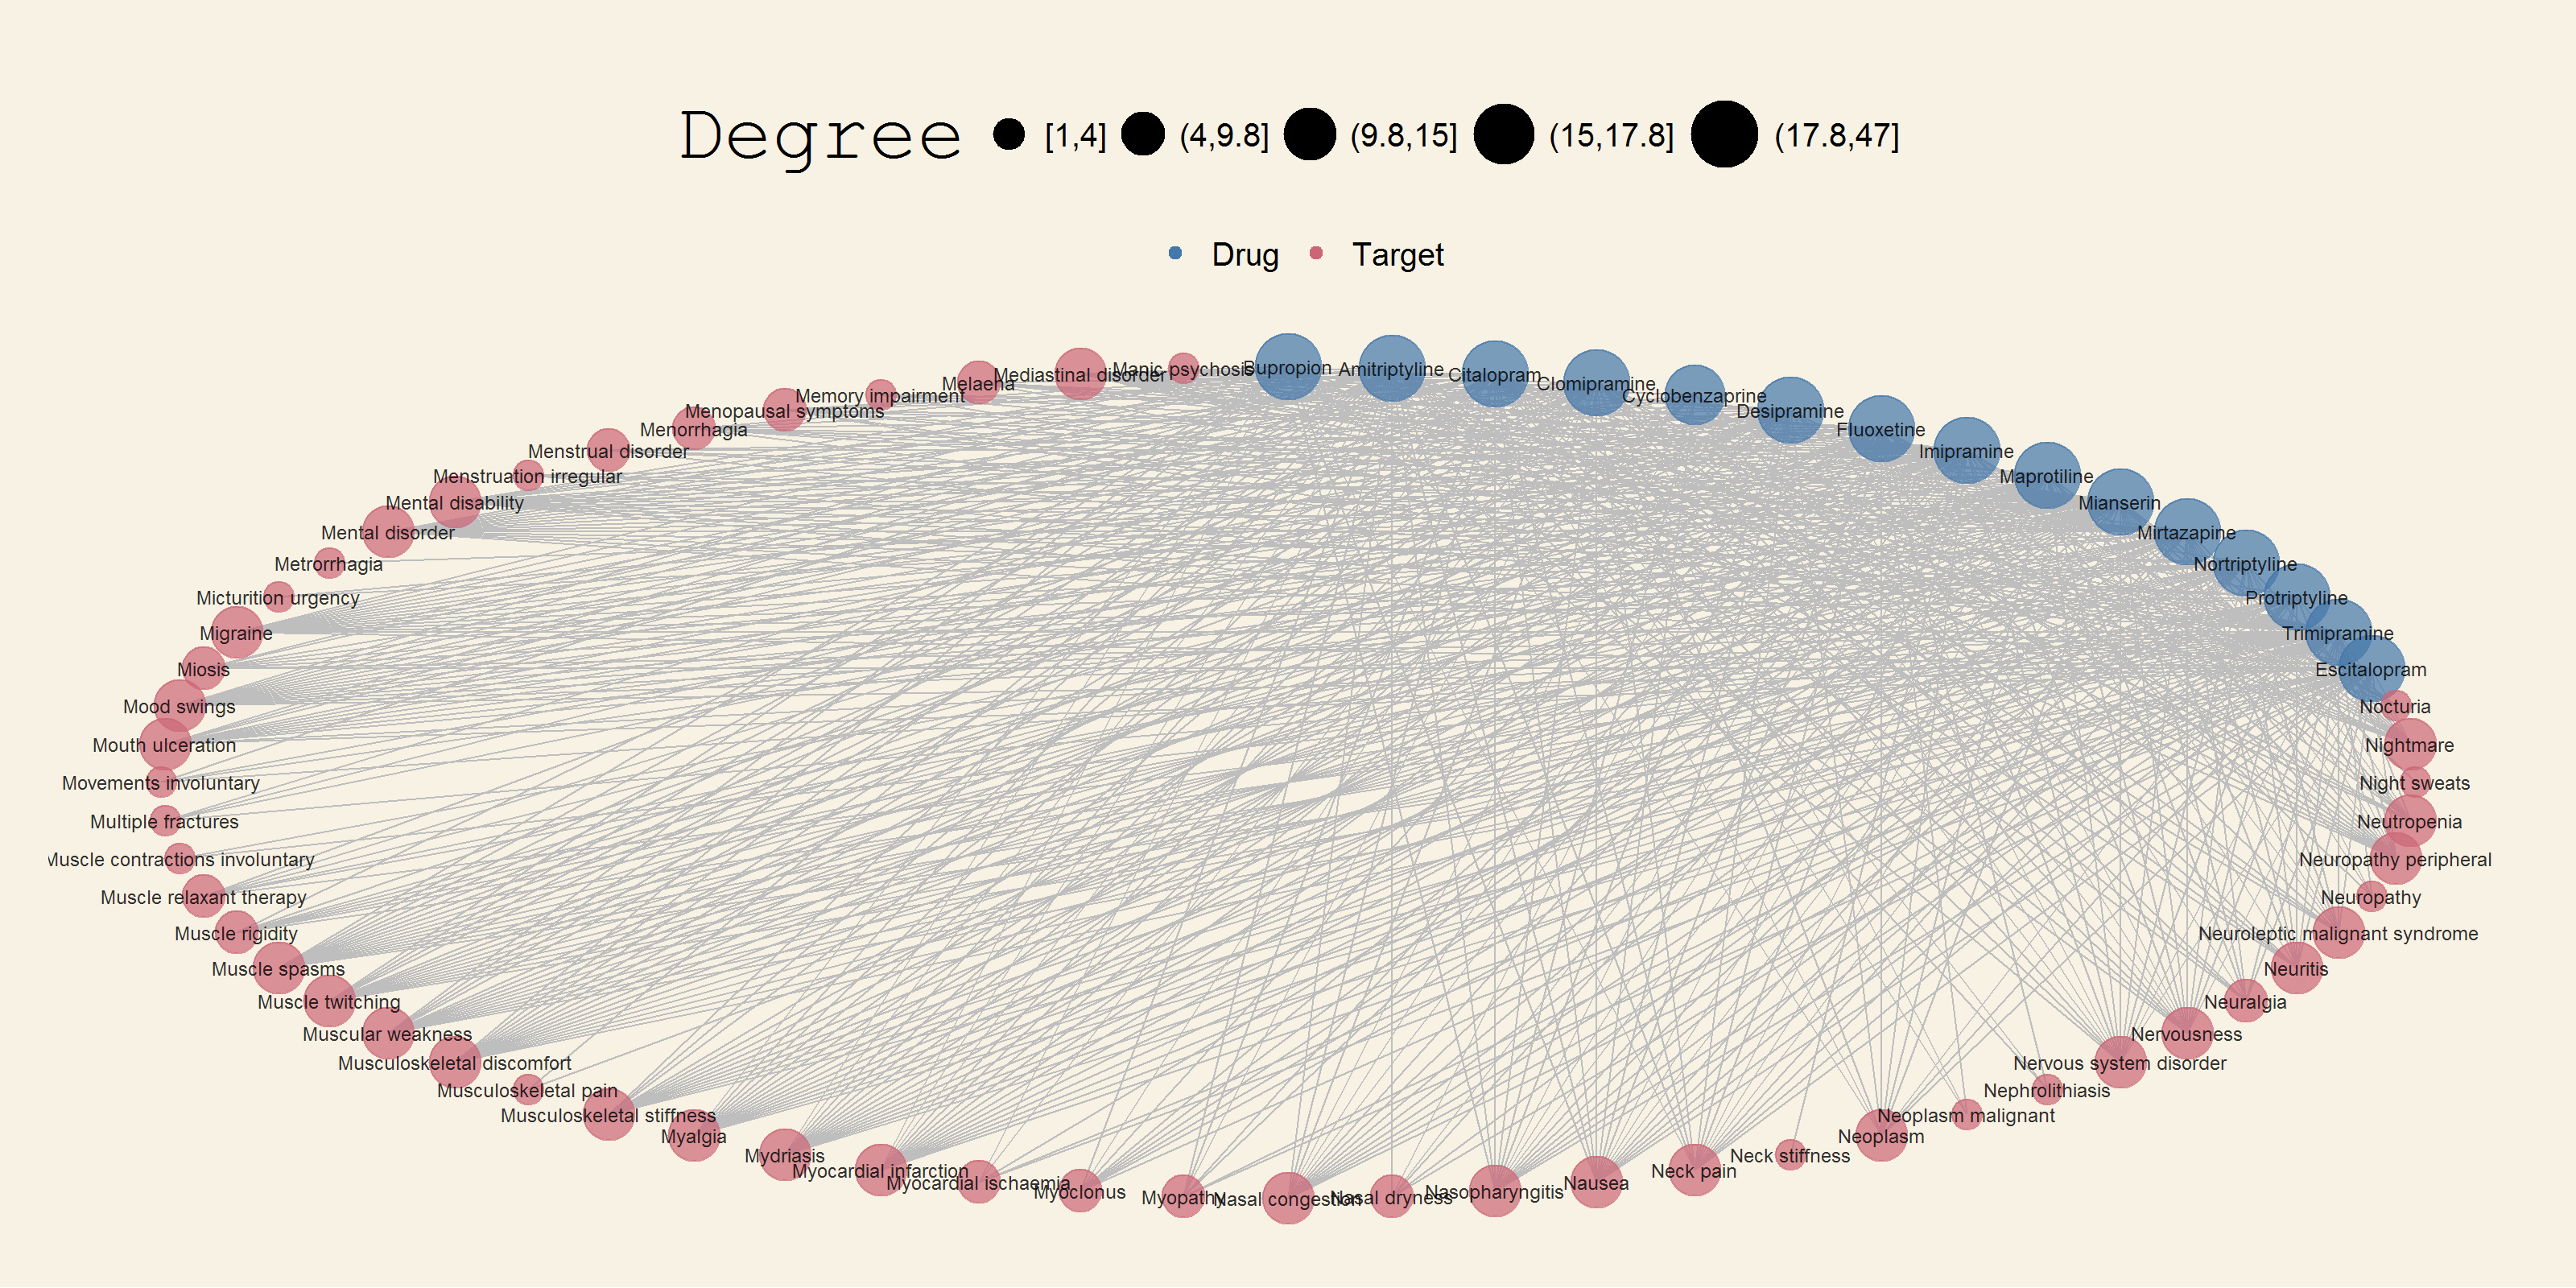 Degree [1,4] (4,9.8] (9.8,15] (15,17.8] (17.8,47]
Drug Target
Bupropion
Amitriptyline
Citalopram
Clomipramine
Cyclobenzaprine
Desipramine
Fluoxetine
Imipramine
Maprotiline
Mianserin
Mirtazapine
Nortriptyline
Protriptyline
Trimipramine
Escitalopram
Nocturia
Nightmare
Night sweats
Neutropenia
Neuropathy peripheral
Neuropathy
Neuroleptic malignant syndrome
Neuritis
Neuralgia
Nervousness
Nervous system disorder
Nephrolithiasis
Neoplasm malignant
Neoplasm
Neck stiffness
Neck pain
Nausea
Nasopharyngitis
Nasal dryness
Nasal congestion
Myopathy
Myoclonus
Myocardial ischaemia
Myocardial infarction
Mydriasis
Myalgia
Musculoskeletal stiffness
Musculoskeletal pain
Musculoskeletal discomfort
Muscular weakness
Muscle twitching
Muscle spasms
Muscle rigidity
Muscle relaxant therapy
Muscle contractions involuntary
Multiple fractures
Movements involuntary
Mouth ulceration
Mood swings
Miosis
Migraine
Micturition urgency
Metrorrhagia
Mental disorder
Mental disability
Menstruation irregular
Menstrual disorder
Menorrhagia
Menopausal symptoms
Memory impairment
Melaena
Mediastinal disorder
Manic psychosis